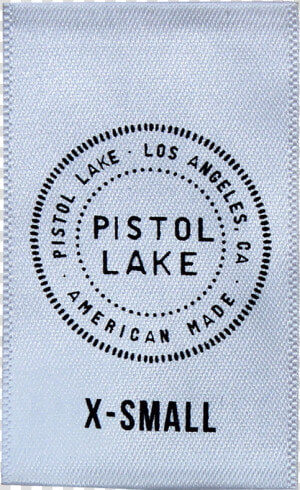 PISTOL LAKE · LOS ANGELES, CA
PISTOL
LAKE
· AMERICAN MADE ·
X-SMALL